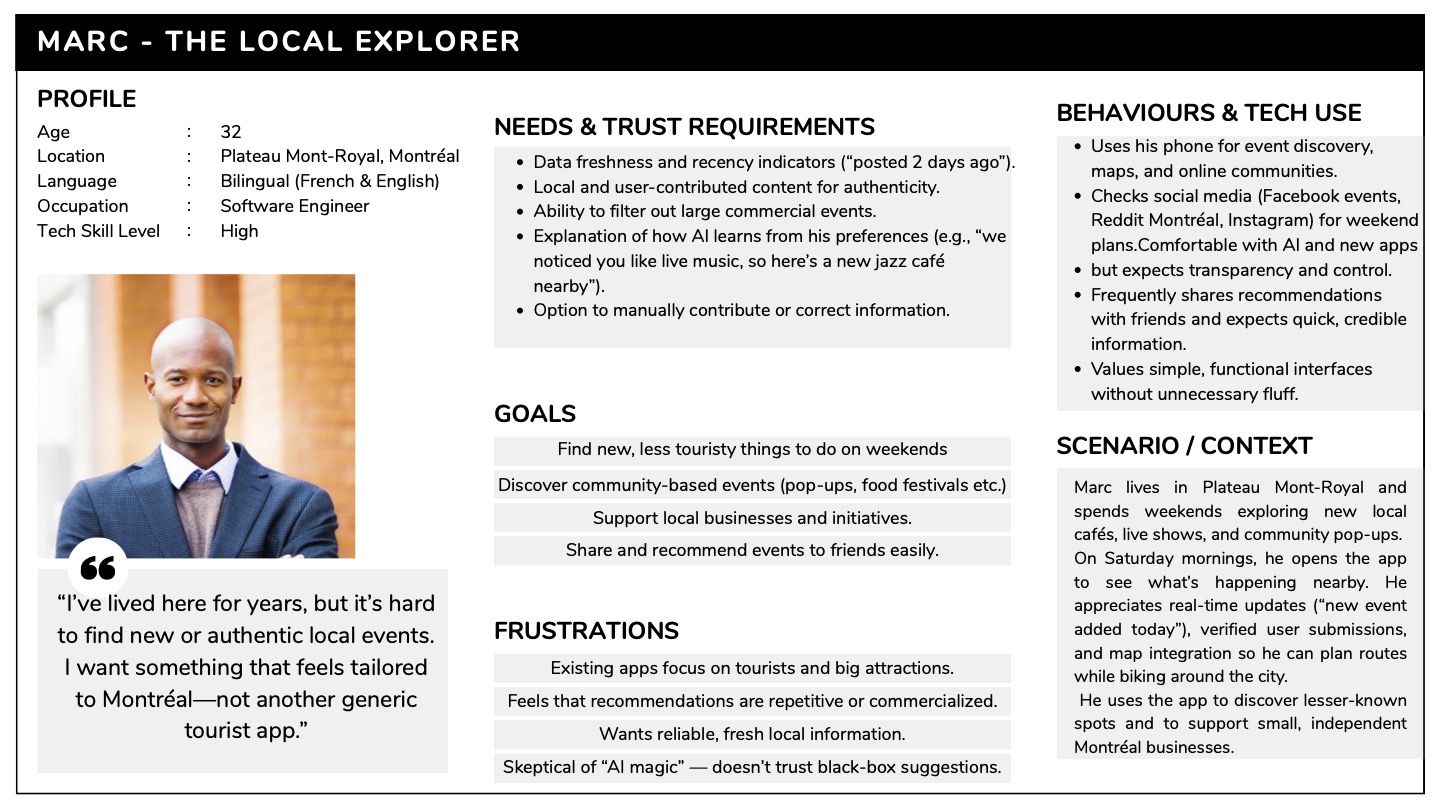 MARC - THE LOCAL EXPLORER
PROFILE
Age : 32
Location : Plateau Mont-Royal, Montréal
Language : Bilingual (French & English)
Occupation : Software Engineer
Tech Skill Level : High
“I’ve lived here for years, but it’s hard
to find new or authentic local events.
I want something that feels tailored
to Montréal—not another generic
tourist app.”
NEEDS & TRUST REQUIREMENTS
• Data freshness and recency indicators (“posted 2 days ago”).
• Local and user-contributed content for authenticity.
• Ability to filter out large commercial events.
• Explanation of how AI learns from his preferences (e.g., “we
noticed you like live music, so here’s a new jazz café
nearby”).
• Option to manually contribute or correct information.
GOALS
Find new, less touristy things to do on weekends
Discover community-based events (pop-ups, food festivals etc.)
Support local businesses and initiatives.
Share and recommend events to friends easily.
FRUSTRATIONS
Existing apps focus on tourists and big attractions.
Feels that recommendations are repetitive or commercialized.
Wants reliable, fresh local information.
Skeptical of “AI magic” — doesn’t trust black-box suggestions.
BEHAVIOURS & TECH USE
• Uses his phone for event discovery,
maps, and online communities.
• Checks social media (Facebook events,
Reddit Montréal, Instagram) for weekend
plans.Comfortable with AI and new apps
• but expects transparency and control.
• Frequently shares recommendations
with friends and expects quick, credible
information.
• Values simple, functional interfaces
without unnecessary fluff.
SCENARIO / CONTEXT
Marc lives in Plateau Mont-Royal and
spends weekends exploring new local
cafés, live shows, and community pop-ups.
On Saturday mornings, he opens the app
to see what’s happening nearby. He
appreciates real-time updates (“new event
added today”), verified user submissions,
and map integration so he can plan routes
while biking around the city.
He uses the app to discover lesser-known
spots and to support small, independent
Montréal businesses.